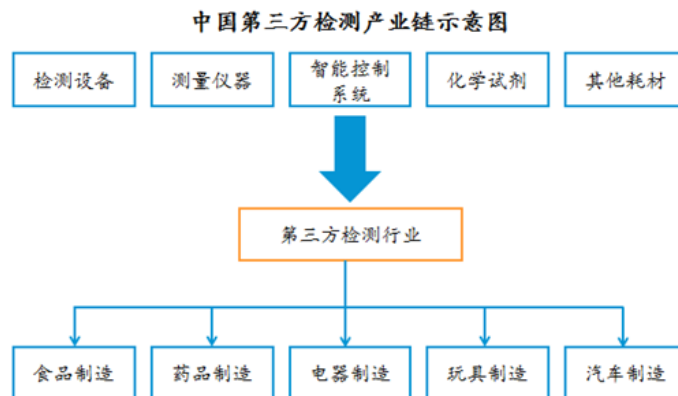 中国第三方检测产业链示意图
检测设备
测量仪器
智能控制
系统
化学试剂
其他耗材
第三方检测行业
食品制造
药品制造
电器制造
玩具制造
汽车制造